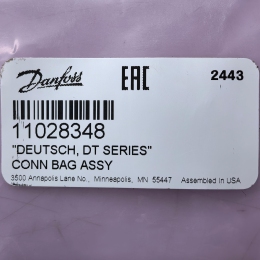 Danfoss EAC 2443
11028348
"DEUTSCH, DT SERIES"
CONN BAG ASSY
3500 Annapolis Lane No., Minneapolis, MN 55447 Assembled In USA